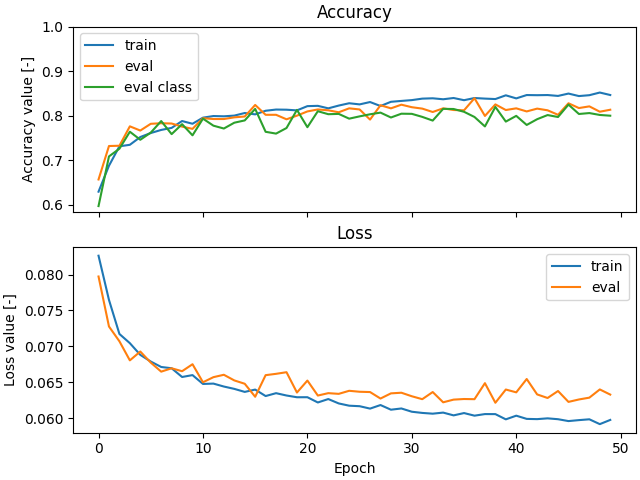 Accuracy
Accuracy value [-]
1.0
0.9
0.8
0.7
0.6
train
eval
eval class
Loss
Loss value [-]
0.080
0.075
0.070
0.065
0.060
train
eval
0 10 20 30 40 50
Epoch